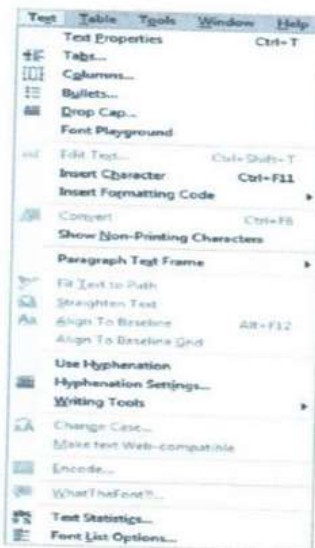 Text Table Tools Window Help
Text Properties Ctrl+T
Tabs...
Columns...
Bullets...
Drop Cap...
Font Playground
Edit Text... Ctrl+Shift+T
Insert Character Ctrl+F11
Insert Formatting Code
Convert Ctrl+F8
Show Non-Printing Characters
Paragraph Text Frame
Fit Text to Path
Straighten Text
Align To Baseline Alt+F12
Align To Baseline Grid
Use Hyphenation
Hyphenation Settings...
Writing Tools
Change Case...
Make text Web-compatible
Encode...
WhatTheFont?!...
Text Statistics...
Font List Options...